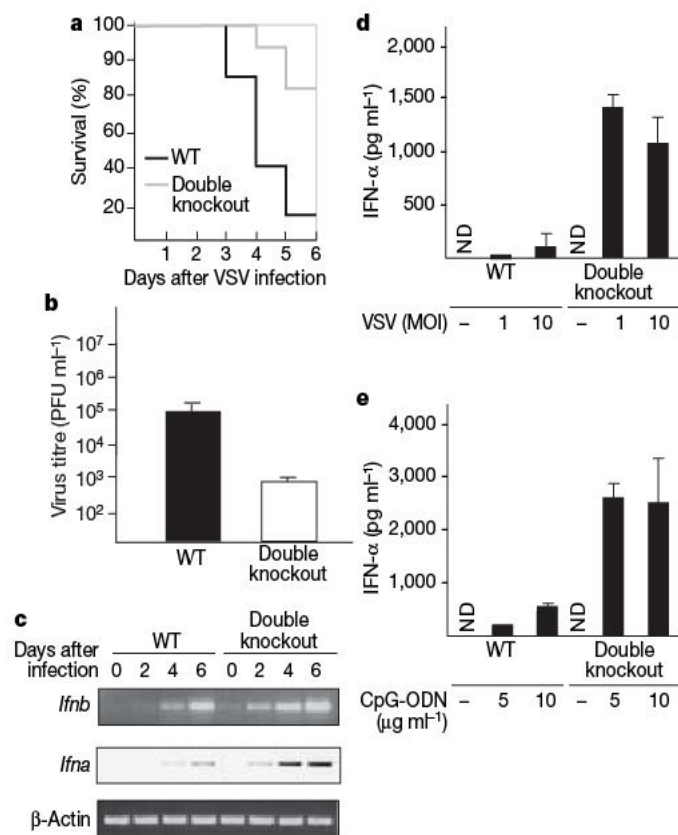 a
100
90
80
60
40
20
Survival (%)
WT
Double
knockout
1 2 3 4 5 6
Days after VSV infection
b
10⁷
10⁶
10⁵
10⁴
10³
10²
Virus titre (PFU ml⁻¹)
WT
Double
knockout
c
Days after
infection
WT
Double
knockout
0 2 4 6 0 2 4 6
Ifnb
Ifna
β-Actin
d
2,000
1,500
1,000
500
IFN-α (pg ml⁻¹)
ND
ND
WT
Double
knockout
VSV (MOI) – 1 10 – 1 10
e
4,000
3,000
2,000
1,000
IFN-α (pg ml⁻¹)
ND
ND
WT
Double
knockout
CpG-ODN – 5 10 – 5 10
(μg ml⁻¹)